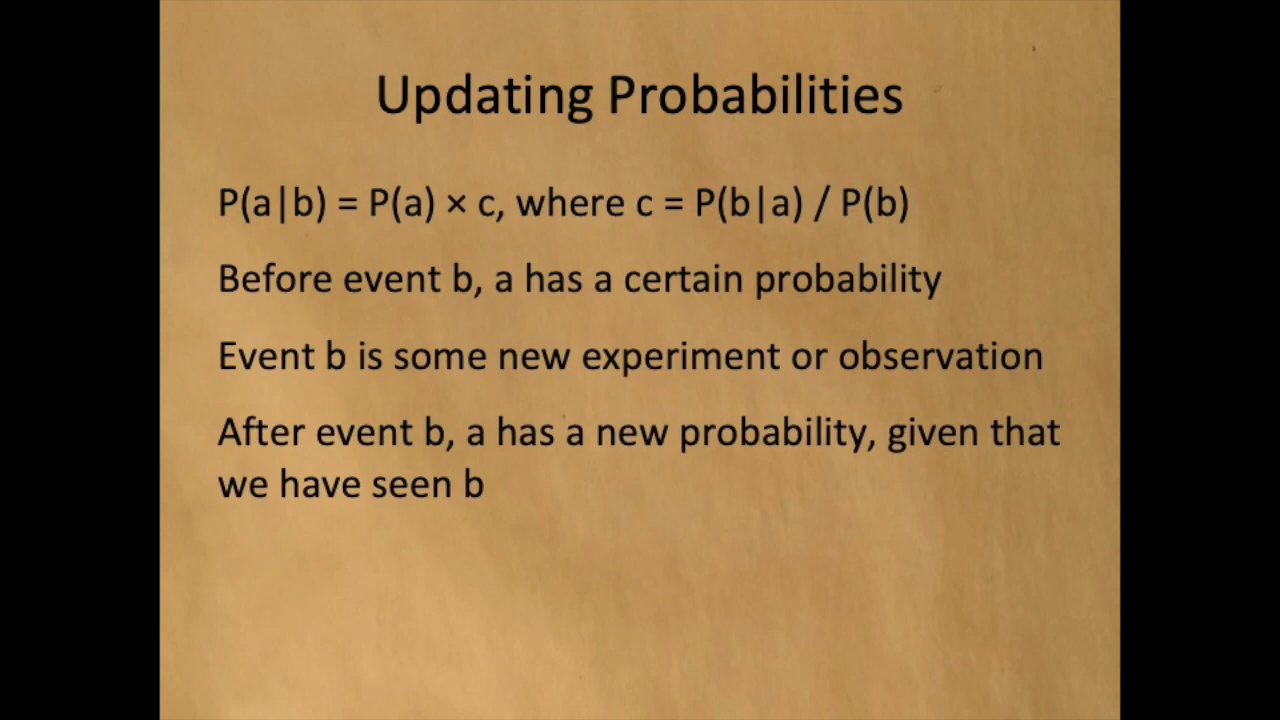 Updating Probabilities
P(a|b) = P(a) × c, where c = P(b|a) / P(b)
Before event b, a has a certain probability
Event b is some new experiment or observation
After event b, a has a new probability, given that
we have seen b